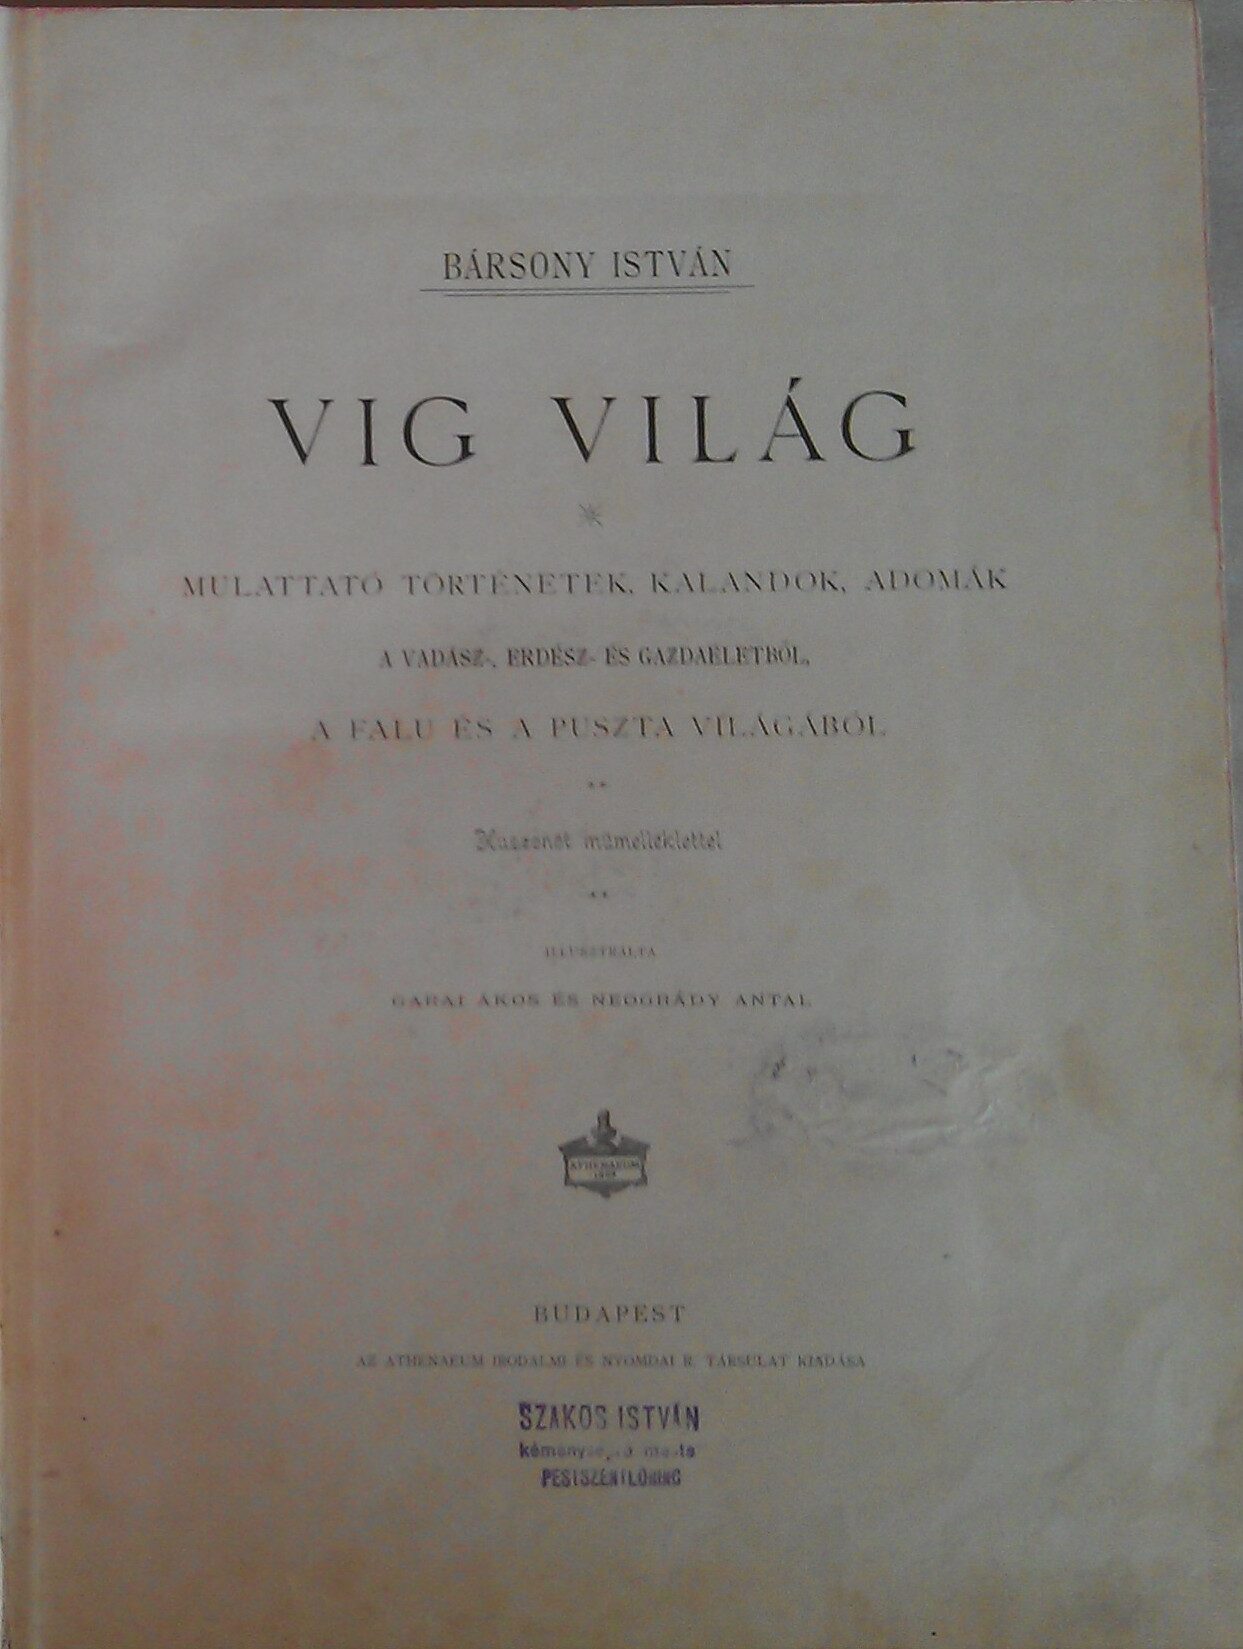 BÁRSONY ISTVÁN
VIG VILÁG
MULATTATÓ TÖRTÉNETEK, KALANDOK, ADOMÁK
A VADÁSZ-, ERDÉSZ- ÉS GAZDAÉLETBŐL,
A FALU ÉS A PUSZTA VILÁGÁBÓL
Huszonöt műmelléklettel
ILLUSZTRÁLTA
GARAI ÁKOS ÉS NEOGRÁDY ANTAL
ATHENAEUM
BUDAPEST
AZ ATHENAEUM IRODALMI ÉS NYOMDAI R. TÁRSULAT KIADÁSA
SZAKOS ISTVÁN
PESTSZENTLŐRINC